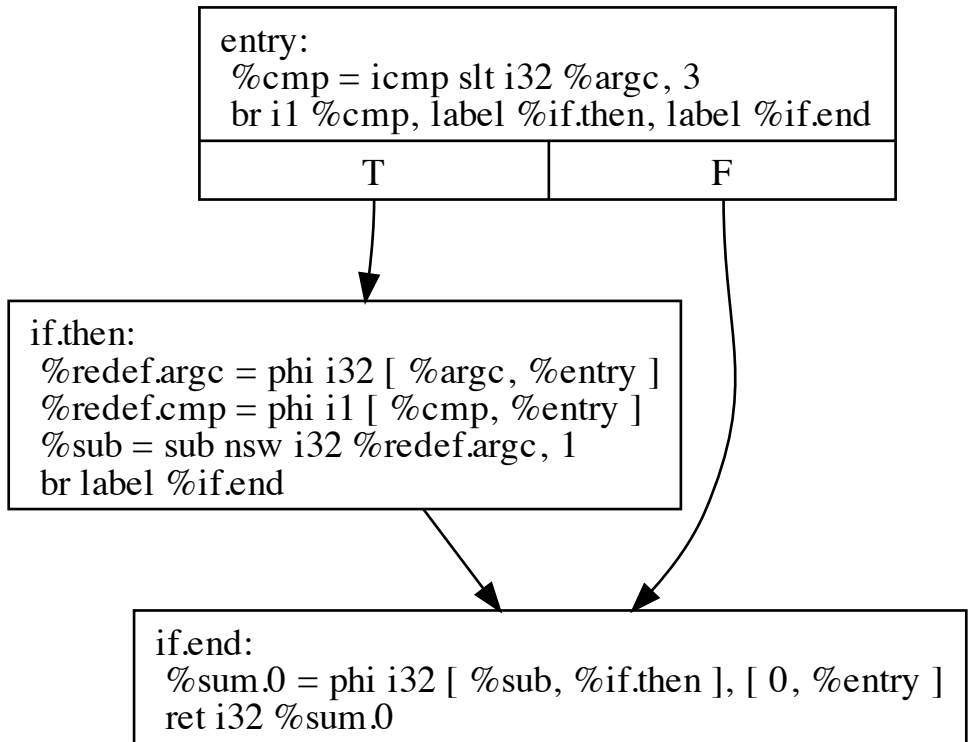 entry:
%cmp = icmp slt i32 %argc, 3
br i1 %cmp, label %if.then, label %if.end
T
F
if.then:
%redef.argc = phi i32 [ %argc, %entry ]
%redef.cmp = phi i1 [ %cmp, %entry ]
%sub = sub nsw i32 %redef.argc, 1
br label %if.end
if.end:
%sum.0 = phi i32 [ %sub, %if.then ], [ 0, %entry ]
ret i32 %sum.0